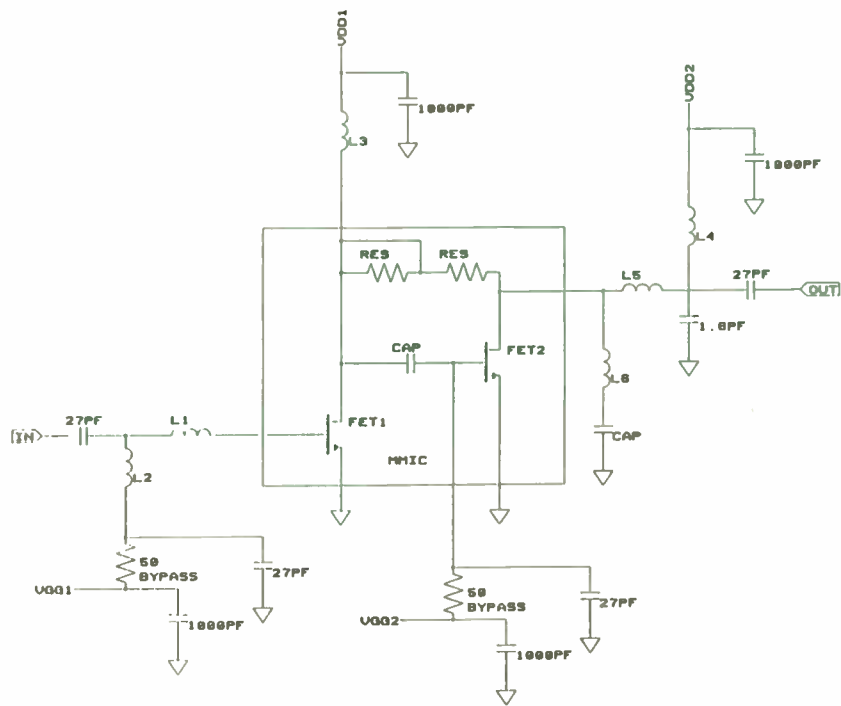 VDD1
1000PF
L3
VDD2
1000PF
L4
RES RES
L5
27PF
OUT
1.8PF
CAP
FET2
L6
CAP
27PF
L1
IN
FET1
MMIC
L2
50
BYPASS
27PF
VGG1
1000PF
50
BYPASS
27PF
VGG2
1000PF